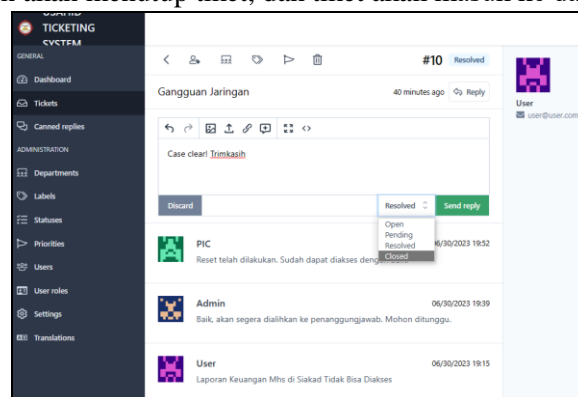 TICKETING
SYSTEM
GENERAL
Dashboard
Tickets
Canned replies
ADMINISTRATION
Departments
Labels
Statuses
Priorities
Users
User roles
Settings
Translations
#10 Resolved
Gangguan Jaringan 40 minutes ago Reply
Case clear! Trimkasih
Discard Resolved Send reply
Open
Pending
Resolved
Closed
PIC 06/30/2023 19:52
Reset telah dilakukan. Sudah dapat diakses
Admin 06/30/2023 19:39
Baik, akan segera dialihkan ke penanggungjawab. Mohon ditunggu.
User 06/30/2023 19:15
Laporan Keuangan Mhs di Siakad Tidak Bisa Diakses
User
user@user.com